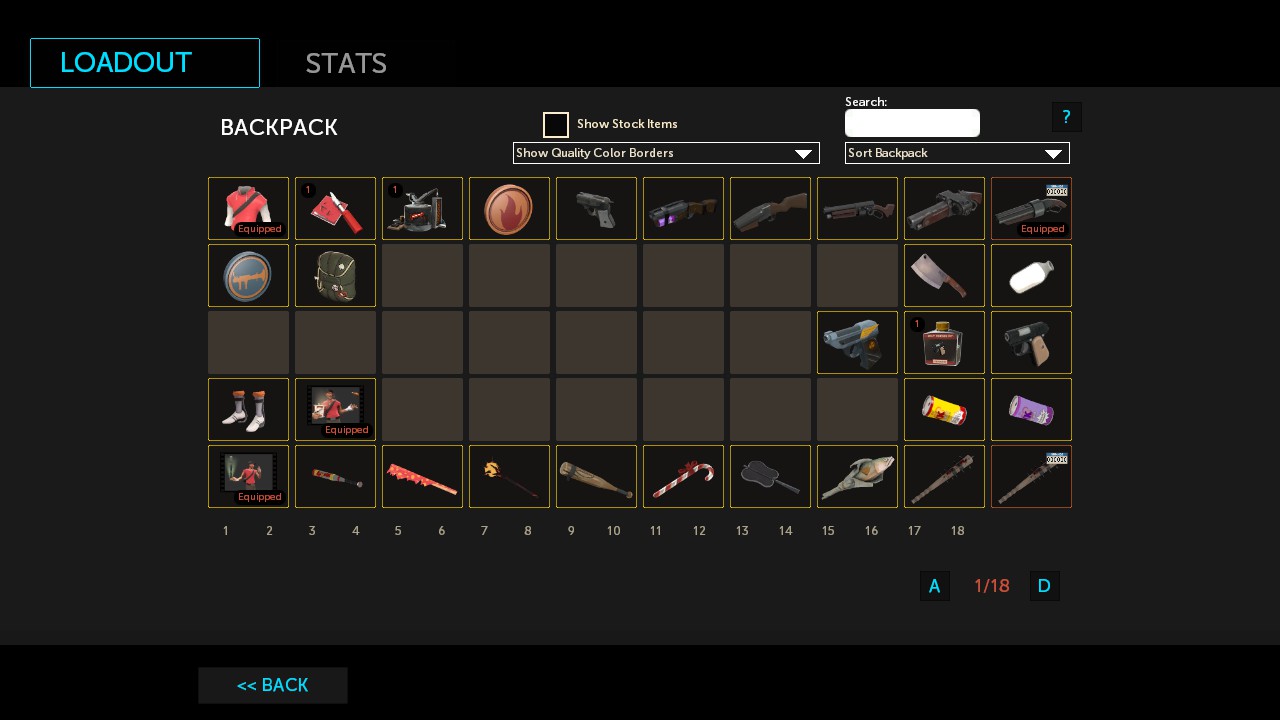 LOADOUT STATS
BACKPACK
Show Stock Items
Search:
?
Show Quality Color Borders
Sort Backpack
Equipped
1
1
Equipped
1
Equipped
Equipped
1 2 3 4 5 6 7 8 9 10 11 12 13 14 15 16 17 18
A 1/18 D
<< BACK